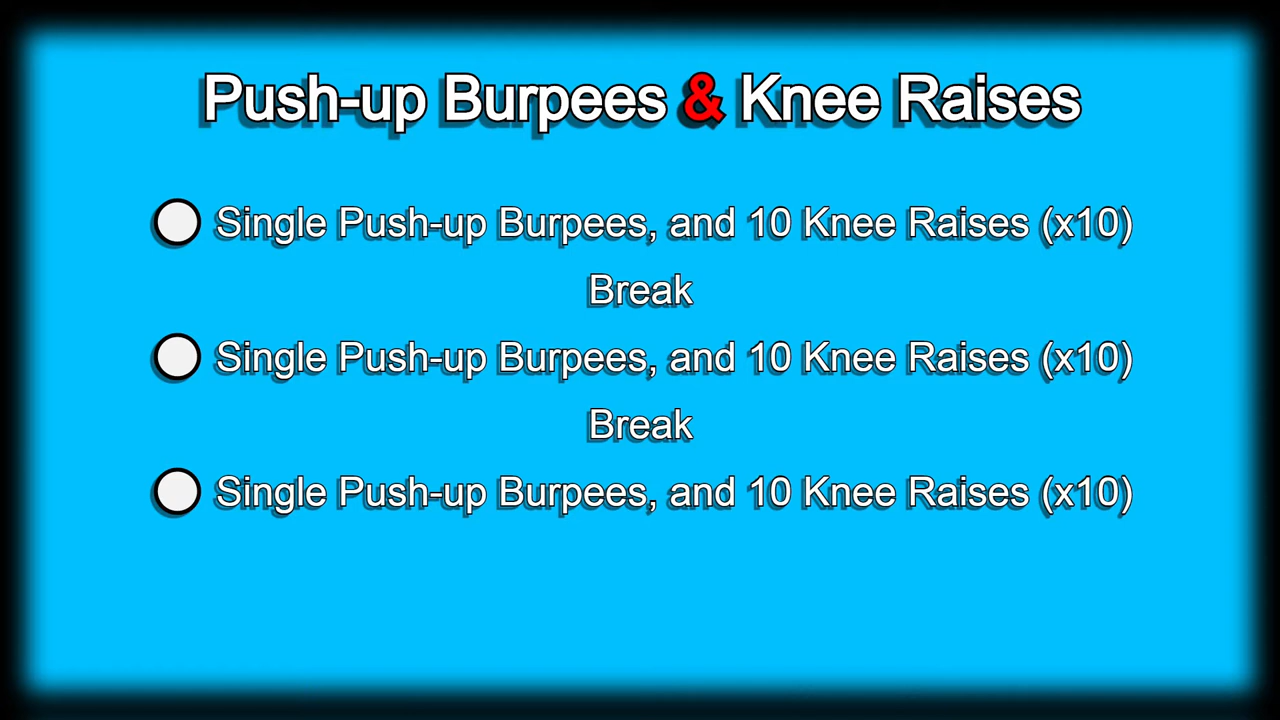 Push-up Burpees & Knee Raises
Single Push-up Burpees, and 10 Knee Raises (x10)
Break
Single Push-up Burpees, and 10 Knee Raises (x10)
Break
Single Push-up Burpees, and 10 Knee Raises (x10)